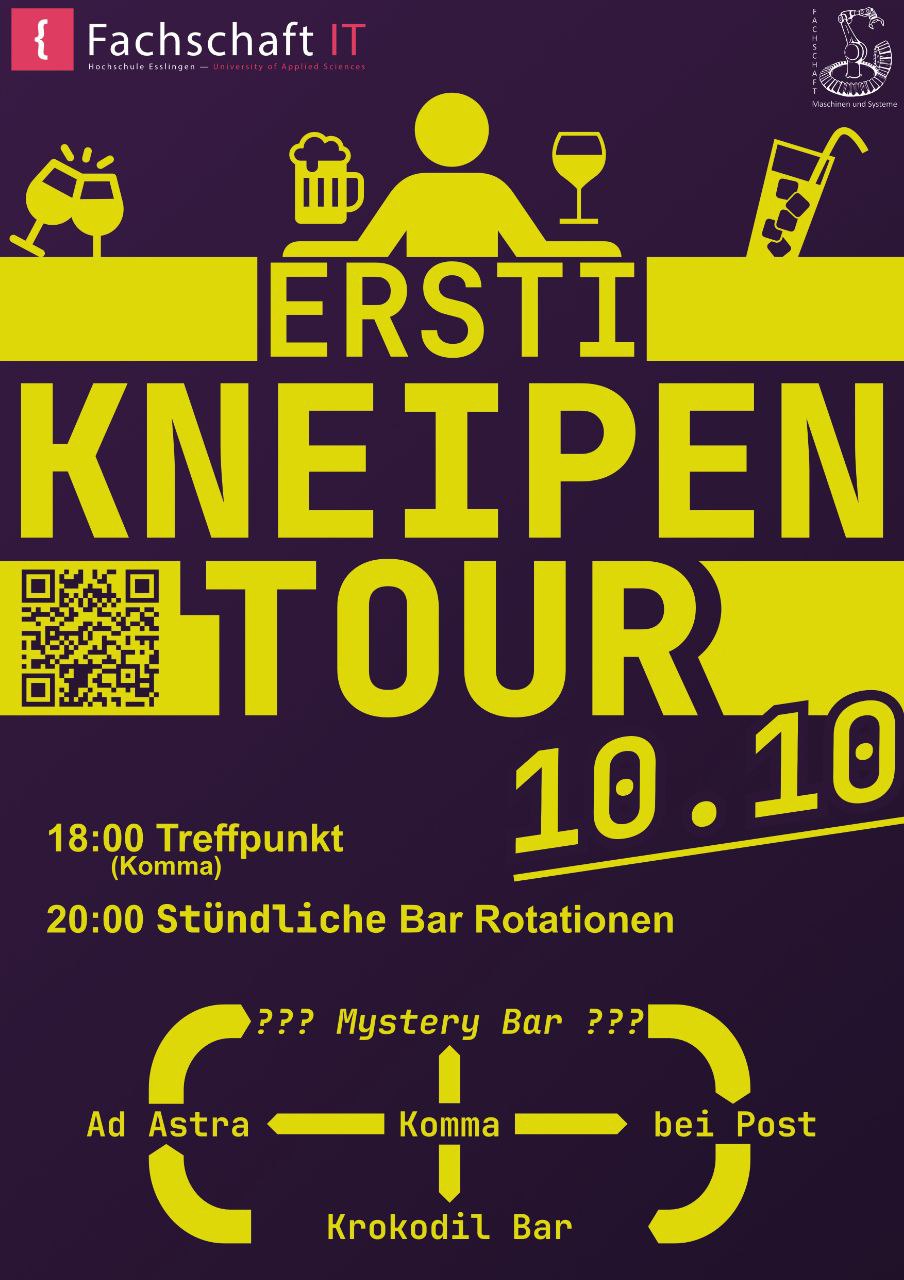 { Fachschaft IT
Hochschule Esslingen — University of Applied Sciences
FACHSCHAFT
Maschinen und Systeme
ERSTI
KNEIPEN
TOUR
10.10
18:00 Treffpunkt
(Komma)
20:00 Stündliche Bar Rotationen
??? Mystery Bar ???
Ad Astra
Komma
bei Post
Krokodil Bar